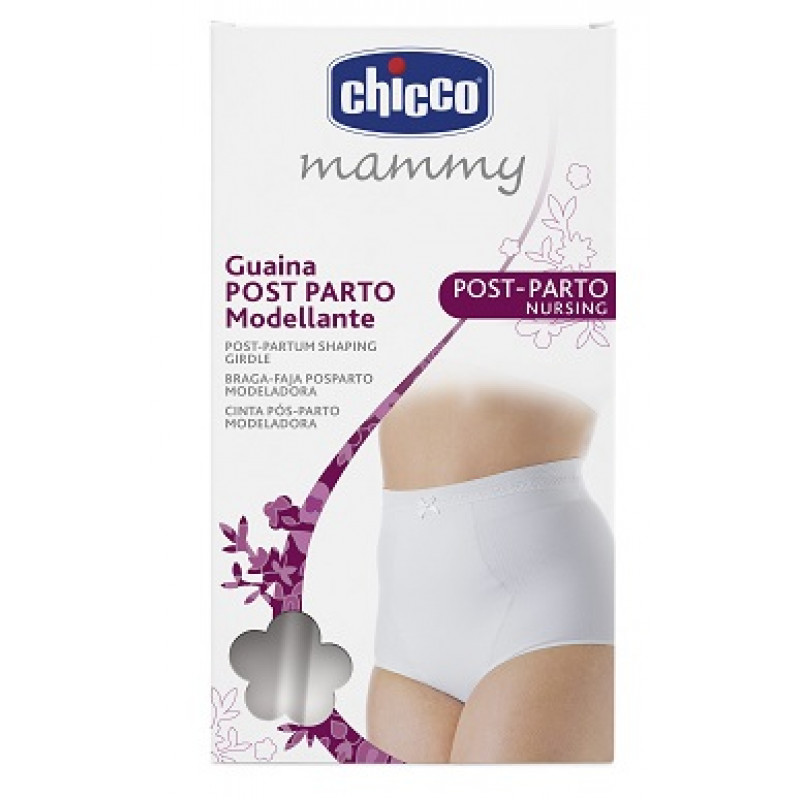 chicco
mammy
Guaina
POST PARTO
Modellante
POST-PARTUM SHAPING
GIRDLE
BRAGA-FAJA POSPARTO
MODELADORA
CINTA PÓS-PARTO
MODELADORA
POST-PARTO
NURSING